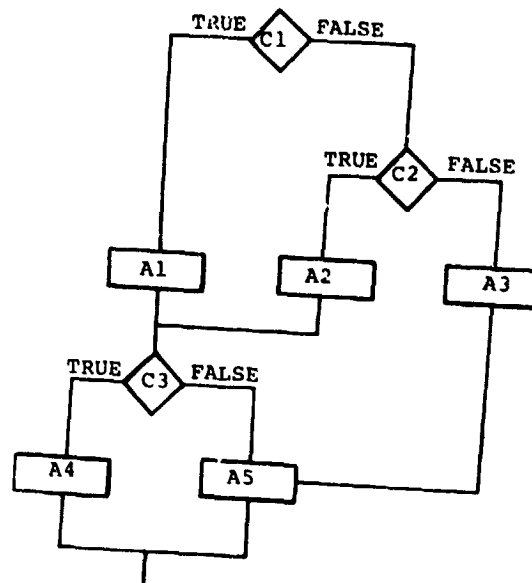 TRUE C1 FALSE
TRUE C2 FALSE
A1 A2 A3
TRUE C3 FALSE
A4 A5